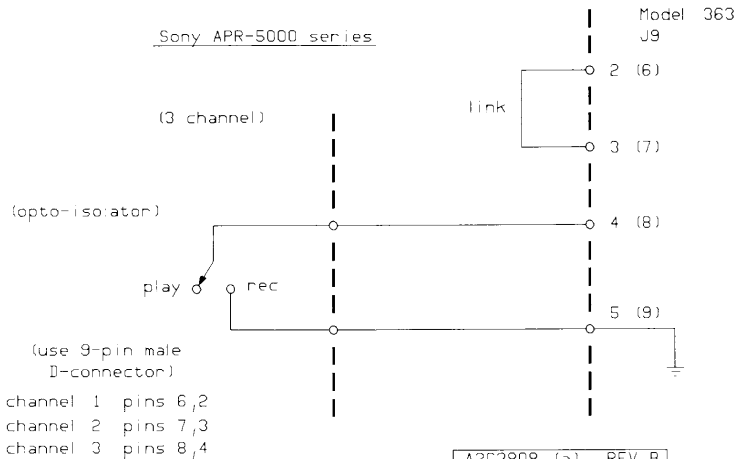 Model 363
J9
Sony APR-5000 series
2 (6)
link
(3 channel)
3 (7)
(opto-isolator)
4 (8)
play
rec
5 (9)
(use 9-pin male
D-connector)
channel 1 pins 6,2
channel 2 pins 7,3
channel 3 pins 8,4
REV B